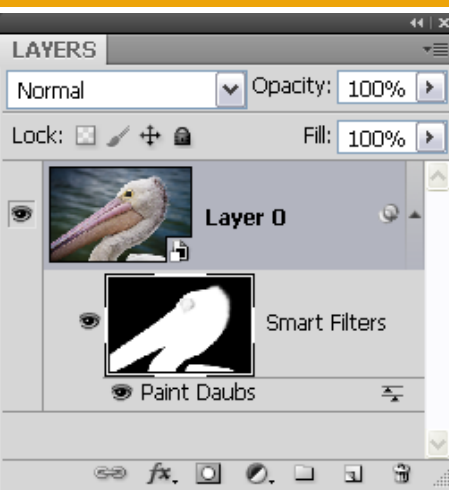 LAYERS
Normal Opacity: 100%
Lock: Fill: 100%
Layer 0
Smart Filters
Paint Daubs
fx.